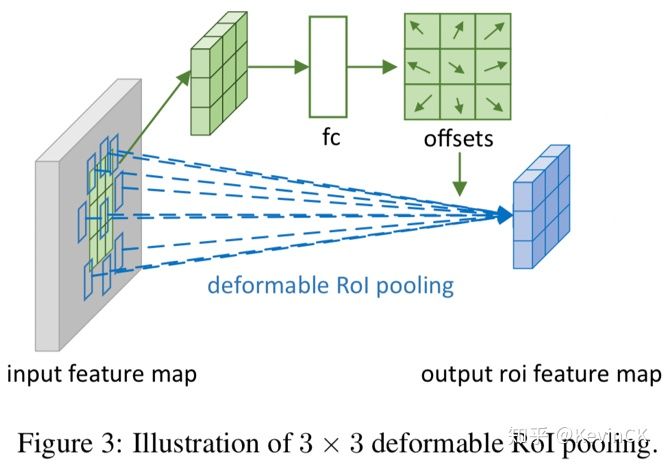 fc
offsets
deformable RoI pooling
input feature map
output roi feature map
Figure 3: Illustration of 3 × 3 deformable RoI pooling.
知乎 @KevinCK